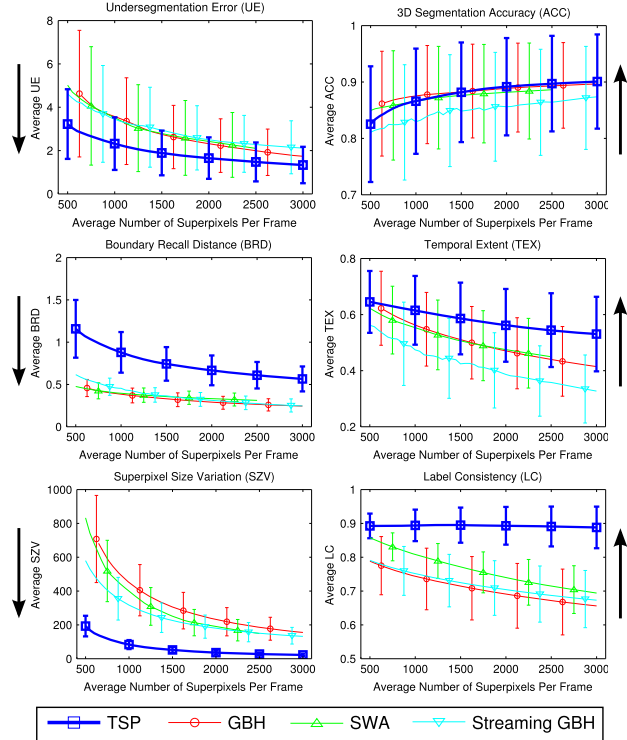 Undersegmentation Error (UE)
8
6
4
2
0
Average UE
500 1000 1500 2000 2500 3000
Average Number of Superpixels Per Frame
3D Segmentation Accuracy (ACC)
1
0.9
0.8
0.7
Average ACC
500 1000 1500 2000 2500 3000
Average Number of Superpixels Per Frame
Boundary Recall Distance (BRD)
2
1.5
1
0.5
0
Average BRD
500 1000 1500 2000 2500 3000
Average Number of Superpixels Per Frame
Temporal Extent (TEX)
0.8
0.6
0.4
0.2
Average TEX
500 1000 1500 2000 2500 3000
Average Number of Superpixels Per Frame
Superpixel Size Variation (SZV)
1000
800
600
400
200
0
Average SZV
500 1000 1500 2000 2500 3000
Average Number of Superpixels Per Frame
Label Consistency (LC)
1
0.9
0.8
0.7
0.6
0.5
Average LC
500 1000 1500 2000 2500 3000
Average Number of Superpixels Per Frame
TSP GBH SWA Streaming GBH